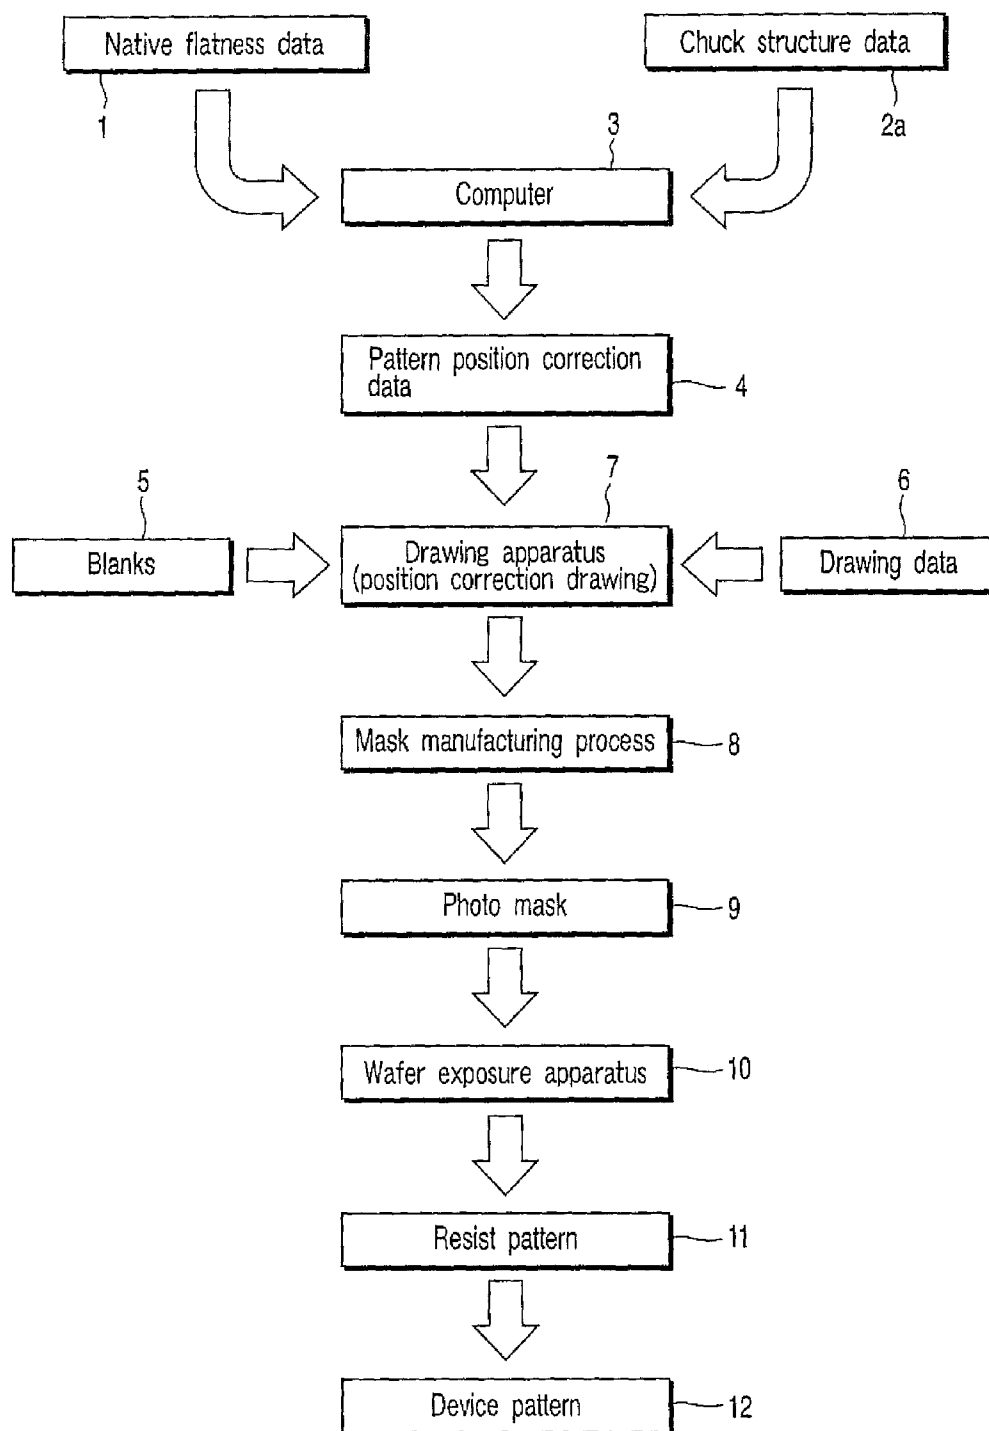 Native flatness data
Chuck structure data
1
2a
3
Computer
Pattern position correction
data
4
5
7
6
Blanks
Drawing apparatus
(position correction drawing)
Drawing data
Mask manufacturing process
8
Photo mask
9
Wafer exposure apparatus
10
Resist pattern
11
Device pattern
12